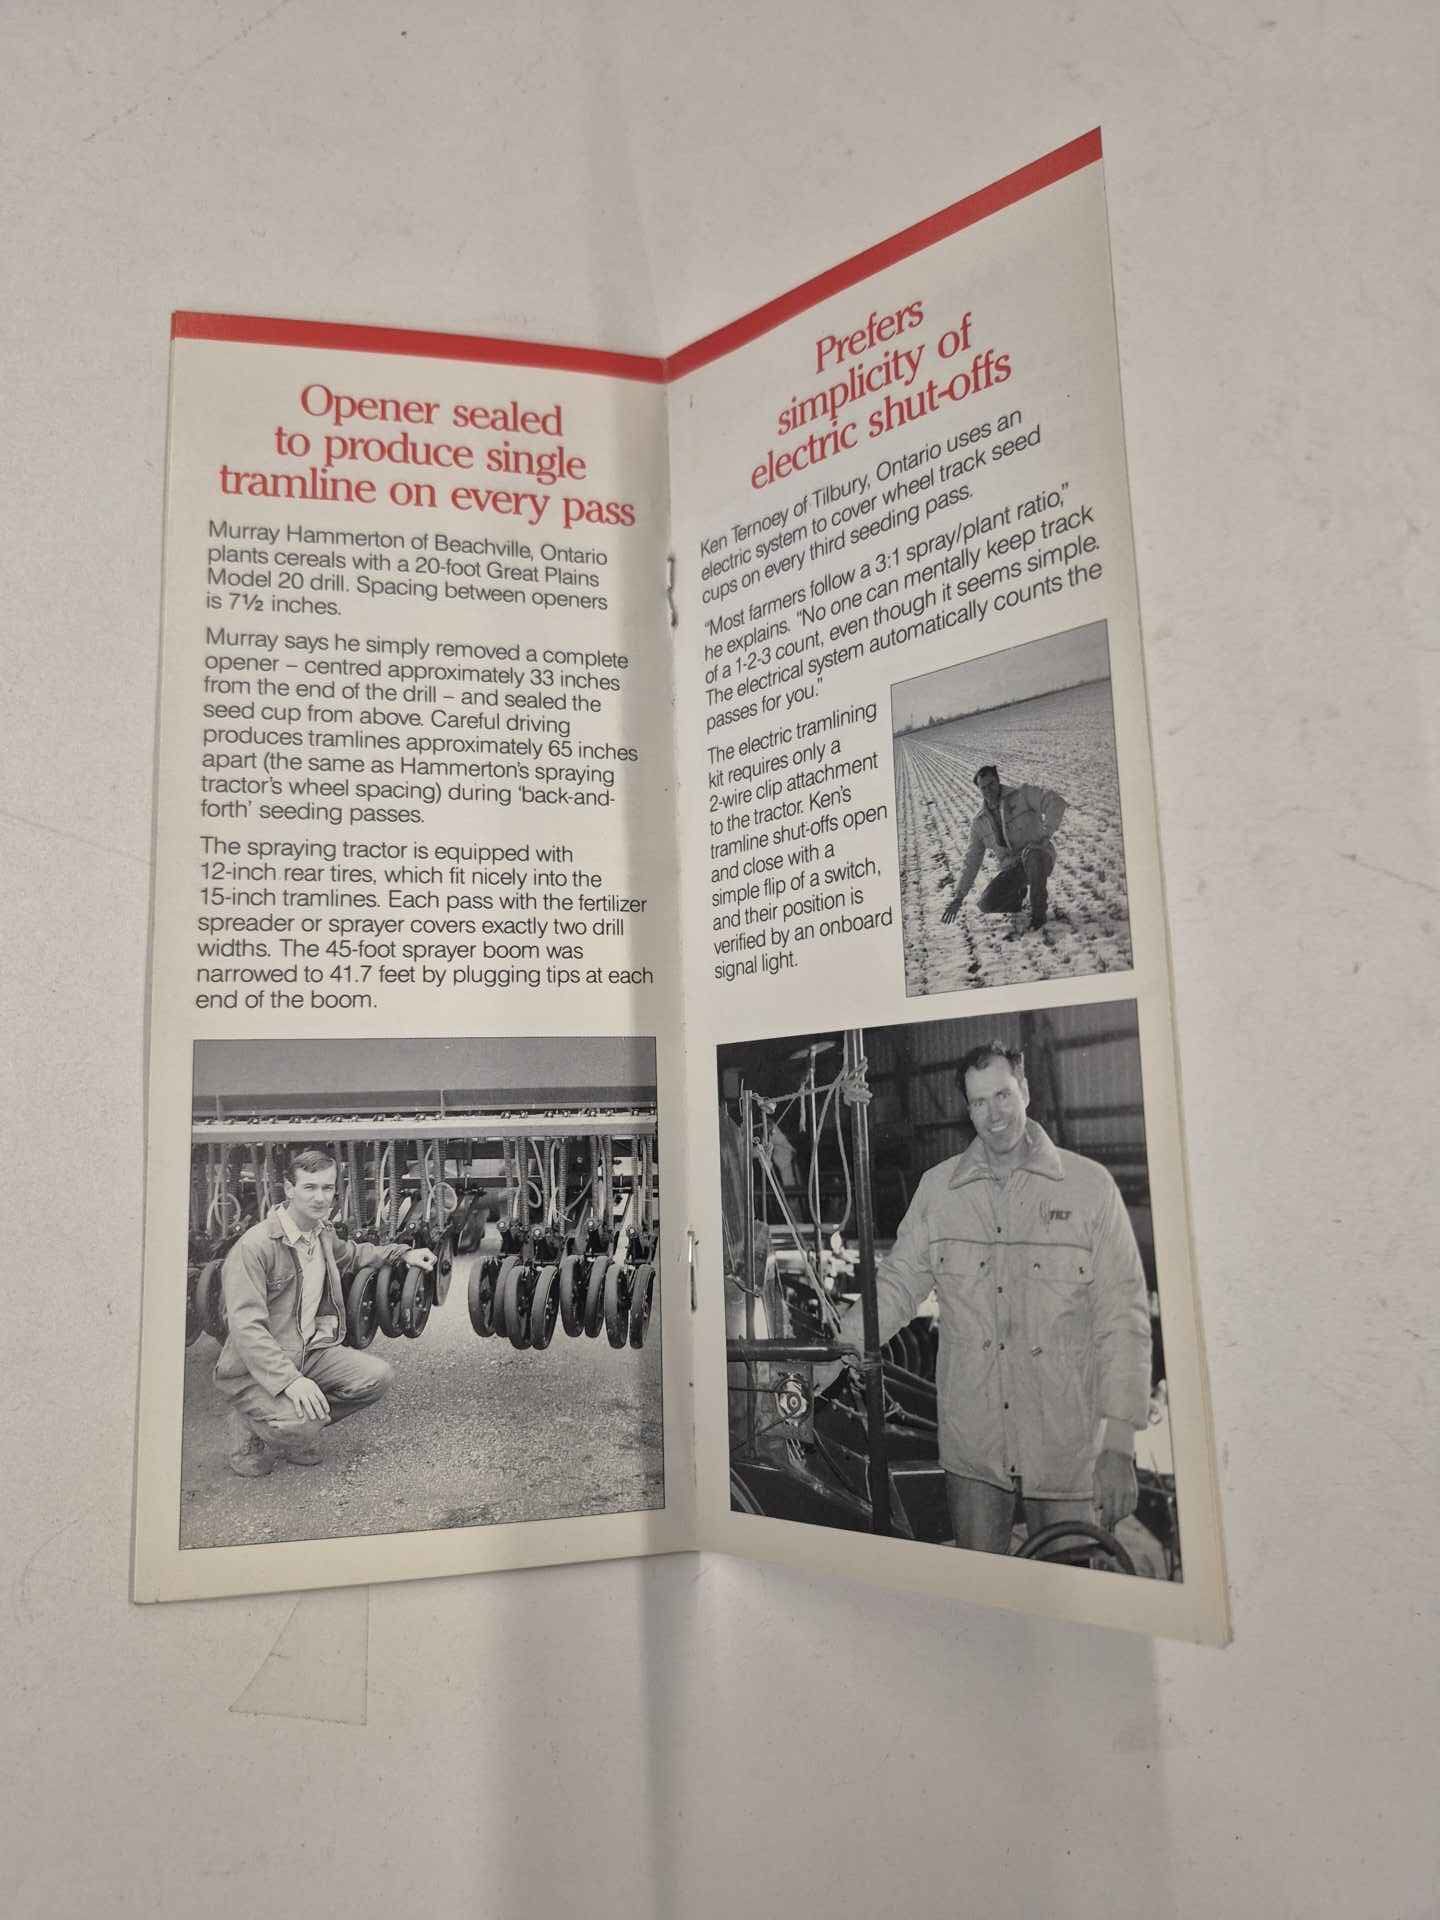 Opener sealed
to produce single
tramline on every pass
Murray Hammerton of Beachville, Ontario
plants cereals with a 20-foot Great Plains
Model 20 drill. Spacing between openers
is 7½ inches.
Murray says he simply removed a complete
opener – centred approximately 33 inches
from the end of the drill – and sealed the
seed cup from above. Careful driving
produces tramlines approximately 65 inches
apart (the same as Hammerton's spraying
tractor's wheel spacing) during 'back-and-
forth' seeding passes.
The spraying tractor is equipped with
12-inch rear tires, which fit nicely into the
15-inch tramlines. Each pass with the fertilizer
spreader or sprayer covers exactly two drill
widths. The 45-foot sprayer boom was
narrowed to 41.7 feet by plugging tips at each
end of the boom.
Prefers
simplicity of
electric shut-offs
Ken Ternoey of Tilbury, Ontario uses an
electric system to cover wheel track seed
cups on every third seeding pass.
"Most farmers follow a 3:1 spray/plant ratio,"
he explains. "No one can mentally keep track
of a 1-2-3 count, even though it seems simple.
The electrical system automatically counts the
passes for you."
The electric tramlining
kit requires only a
2-wire clip attachment
to the tractor. Ken's
tramline shut-offs open
and close with a
simple flip of a switch,
and their position is
verified by an onboard
signal light.
TILT